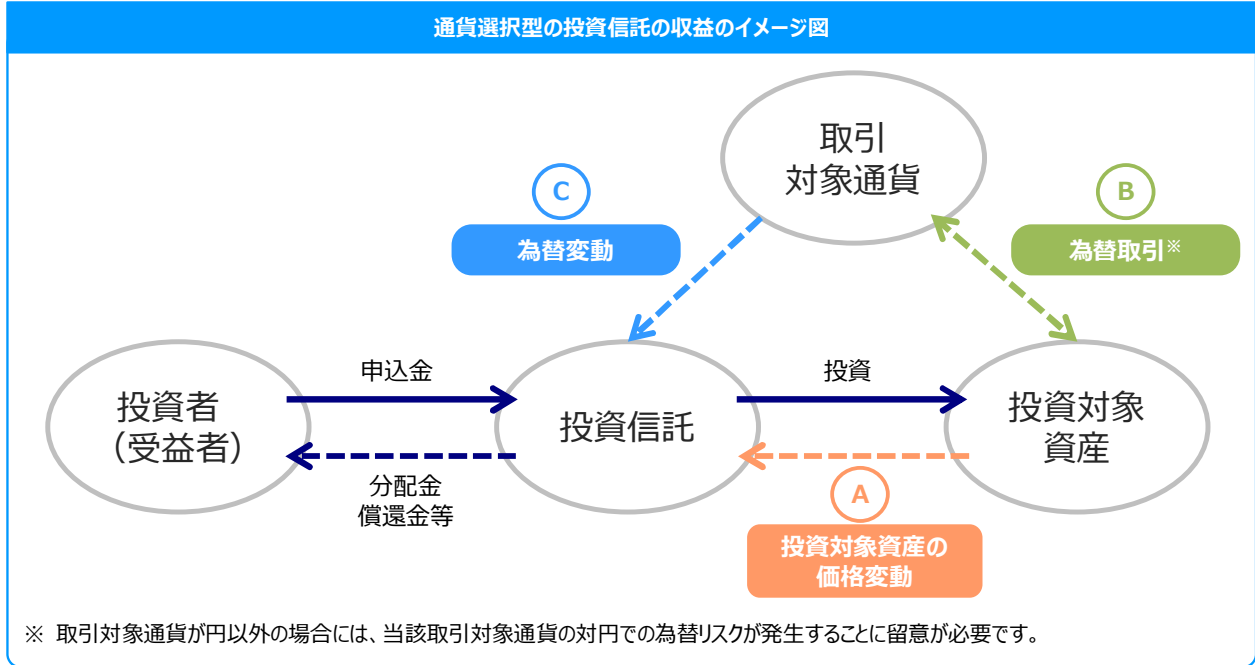 通貨選択型の投資信託の収益のイメージ図
取引
対象通貨
C
為替変動
B
為替取引※
投資者
（受益者）
申込金
分配金
償還金等
投資信託
投資
投資対象
資産
A
投資対象資産の
価格変動
※ 取引対象通貨が円以外の場合には、当該取引対象通貨の対円での為替リスクが発生することに留意が必要です。